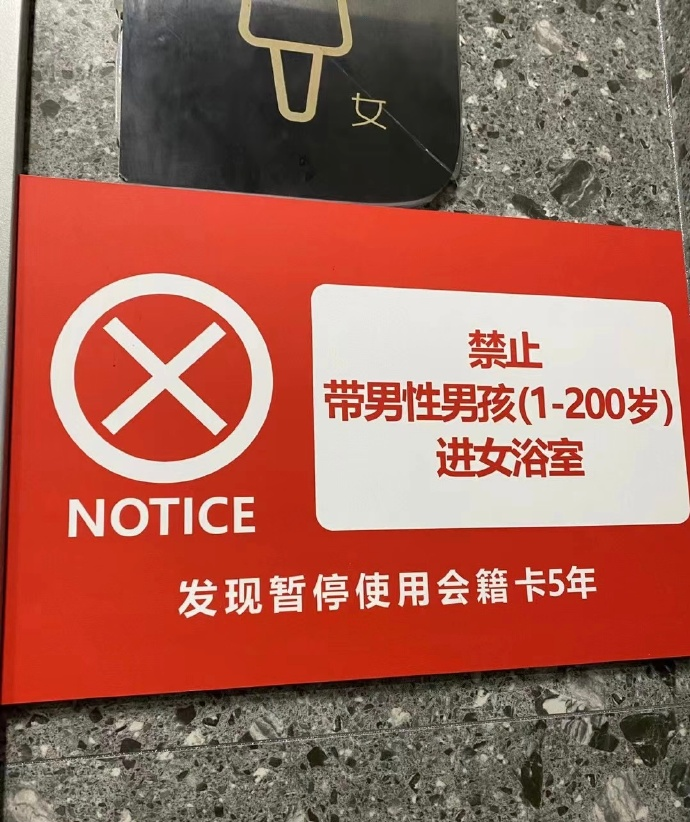 女
禁止
带男性男孩(1-200岁)
进女浴室
NOTICE
发现暂停使用会籍卡5年